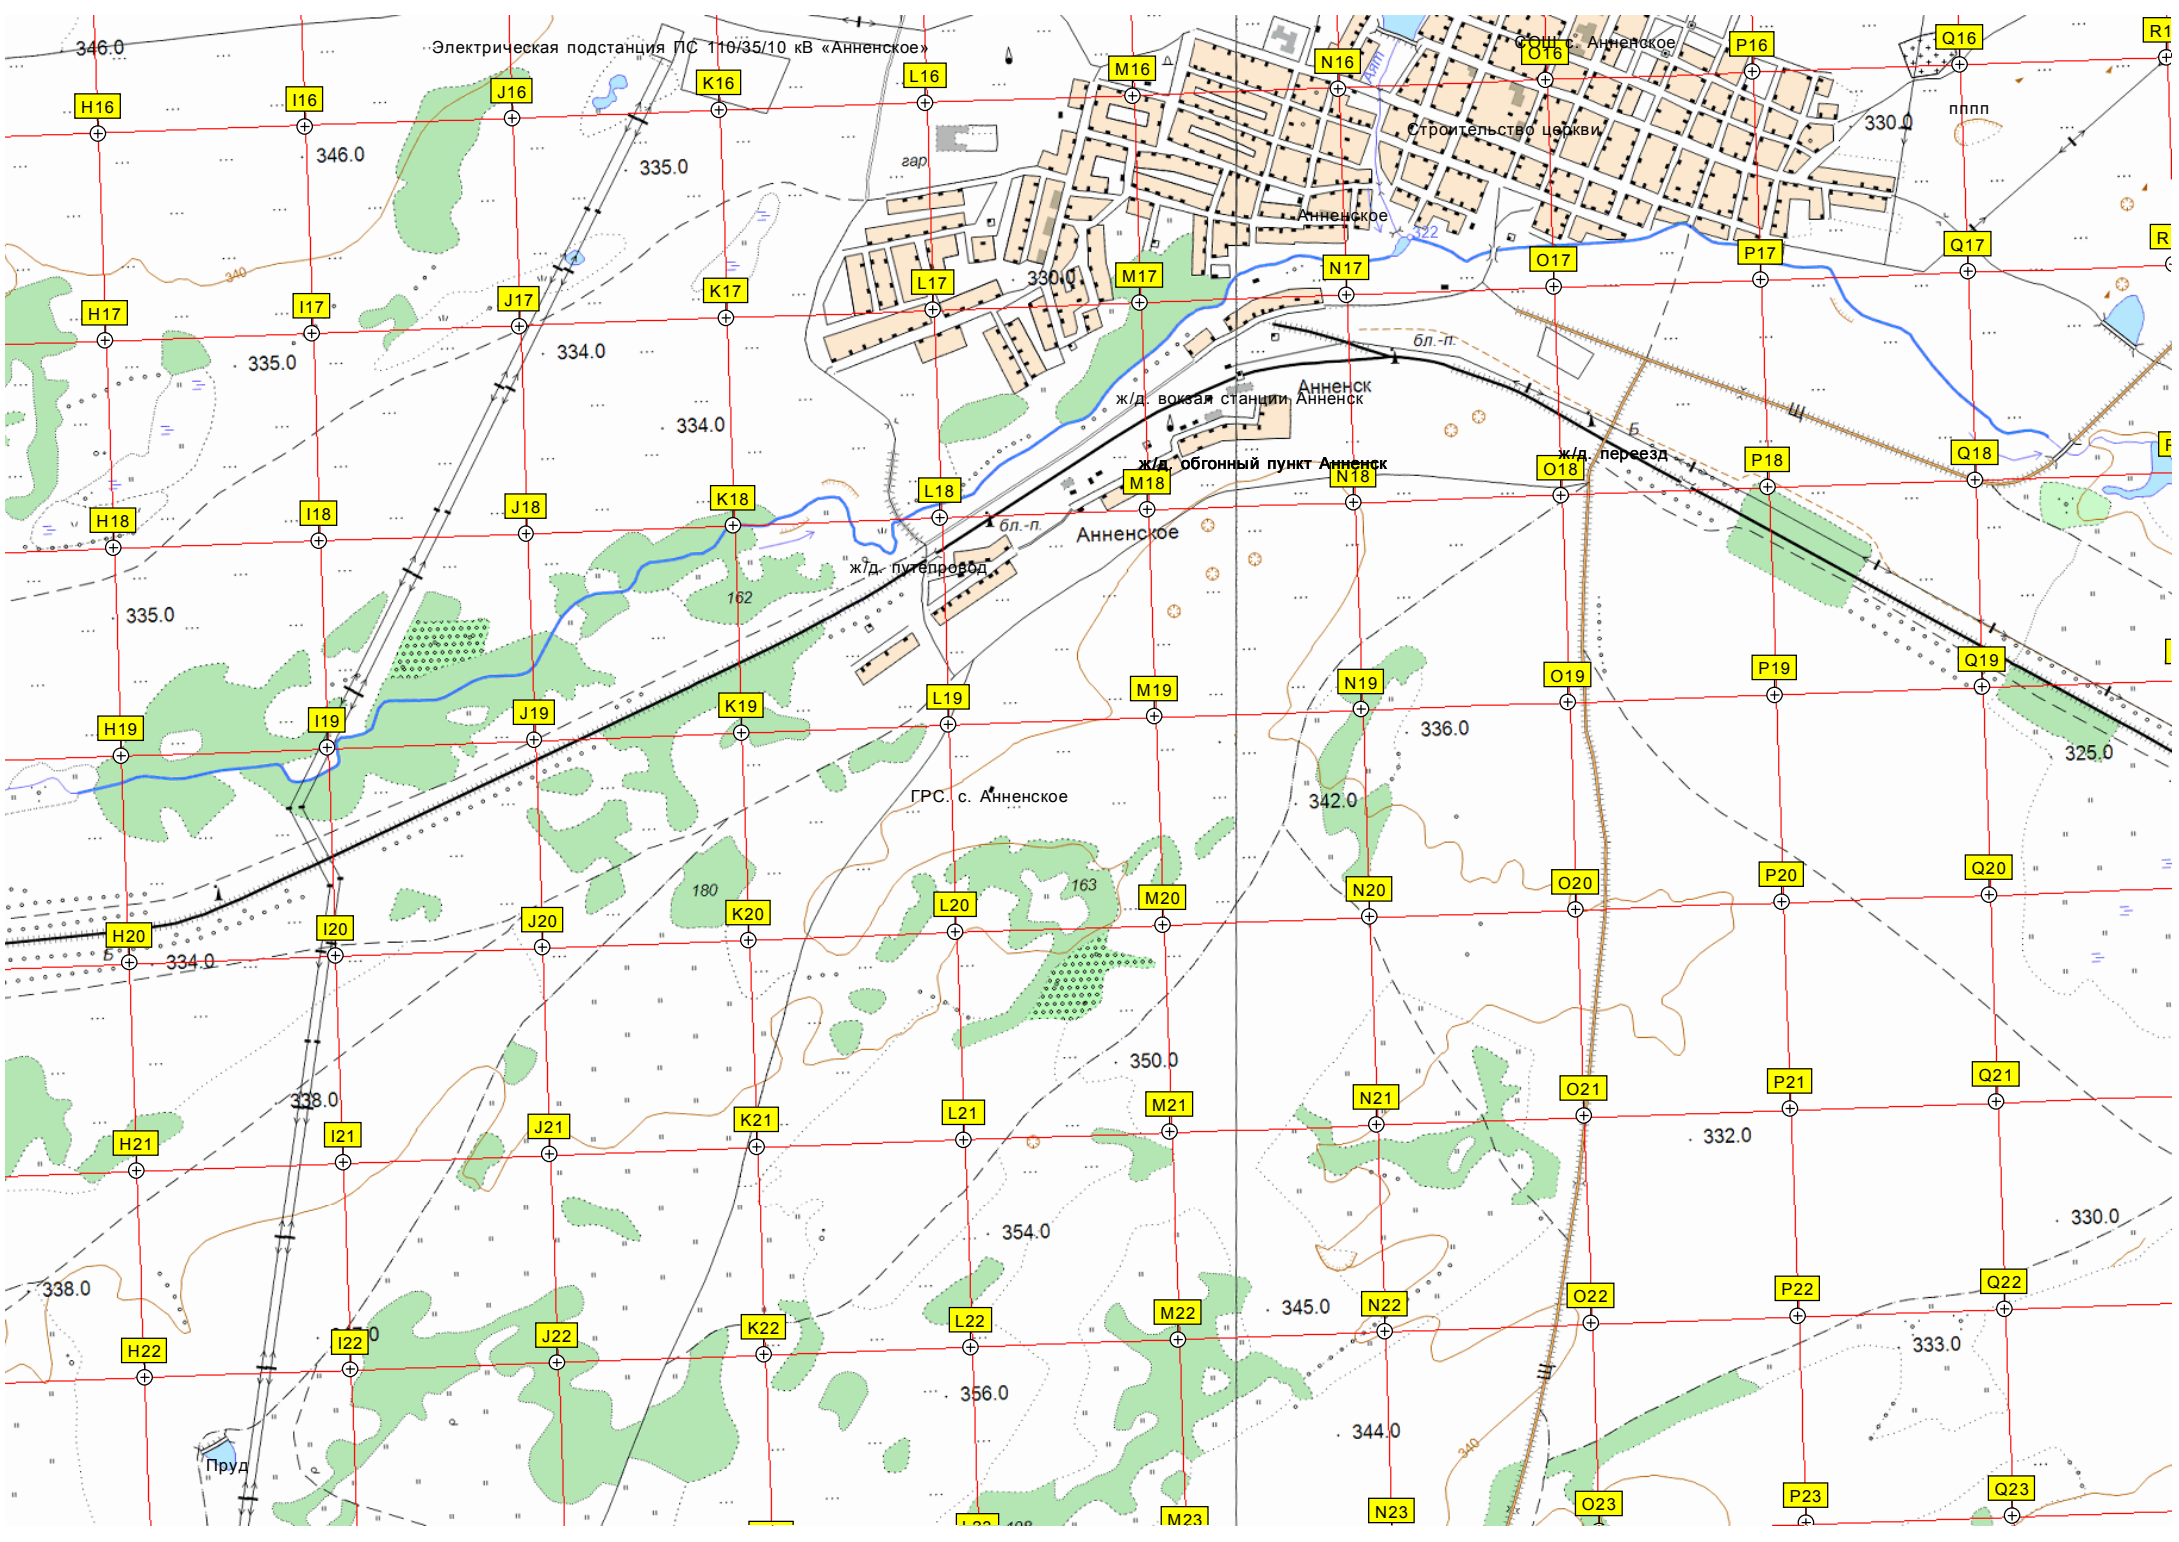 346.0
Электрическая подстанция ПС 110/35/10 кВ «Анненское»
СОШ с. Анненское
P16
Q16
R1
H16
I16
J16
K16
L16
M16
N16
O16
Аят
346.0
335.0
гар.
Строительство церкви
330.0
пппп
Анненское
322
340
H17
I17
J17
K17
L17
330.0
M17
N17
O17
P17
Q17
R
335.0
334.0
334.0
бл.-п.
Анненск
ж/д. вокзал станции Анненск
Щ
Б
ж/д. переезд
ж/д. обгонный пункт Анненск
H18
I18
J18
K18
L18
M18
N18
O18
P18
Q18
бл.-п.
Анненское
ж/д. путепровод
162
335.0
H19
I19
J19
K19
L19
M19
N19
O19
P19
Q19
336.0
325.0
342.0
ГРС. с. Анненское
180
163
H20
I20
J20
K20
L20
M20
N20
O20
P20
Q20
Б
334.0
350.0
338.0
H21
I21
J21
K21
L21
M21
N21
O21
P21
Q21
332.0
354.0
330.0
338.0
345.0
H22
I22
J22
K22
L22
M22
N22
O22
P22
Q22
333.0
Щ
356.0
344.0
340
Пруд
M23
N23
O23
P23
Q23